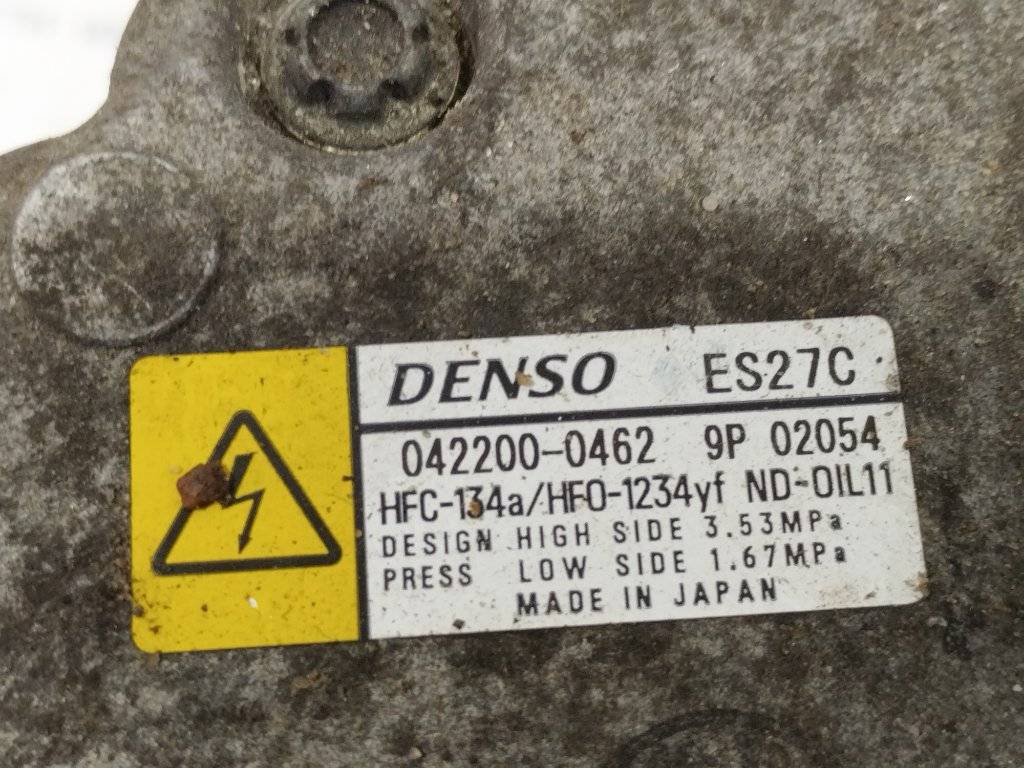 DENSO ES27C
042200-0462 9P 02054
HFC-134a/HFO-1234yf ND-OIL11
DESIGN HIGH SIDE 3.53MPa
PRESS LOW SIDE 1.67MPa
MADE IN JAPAN